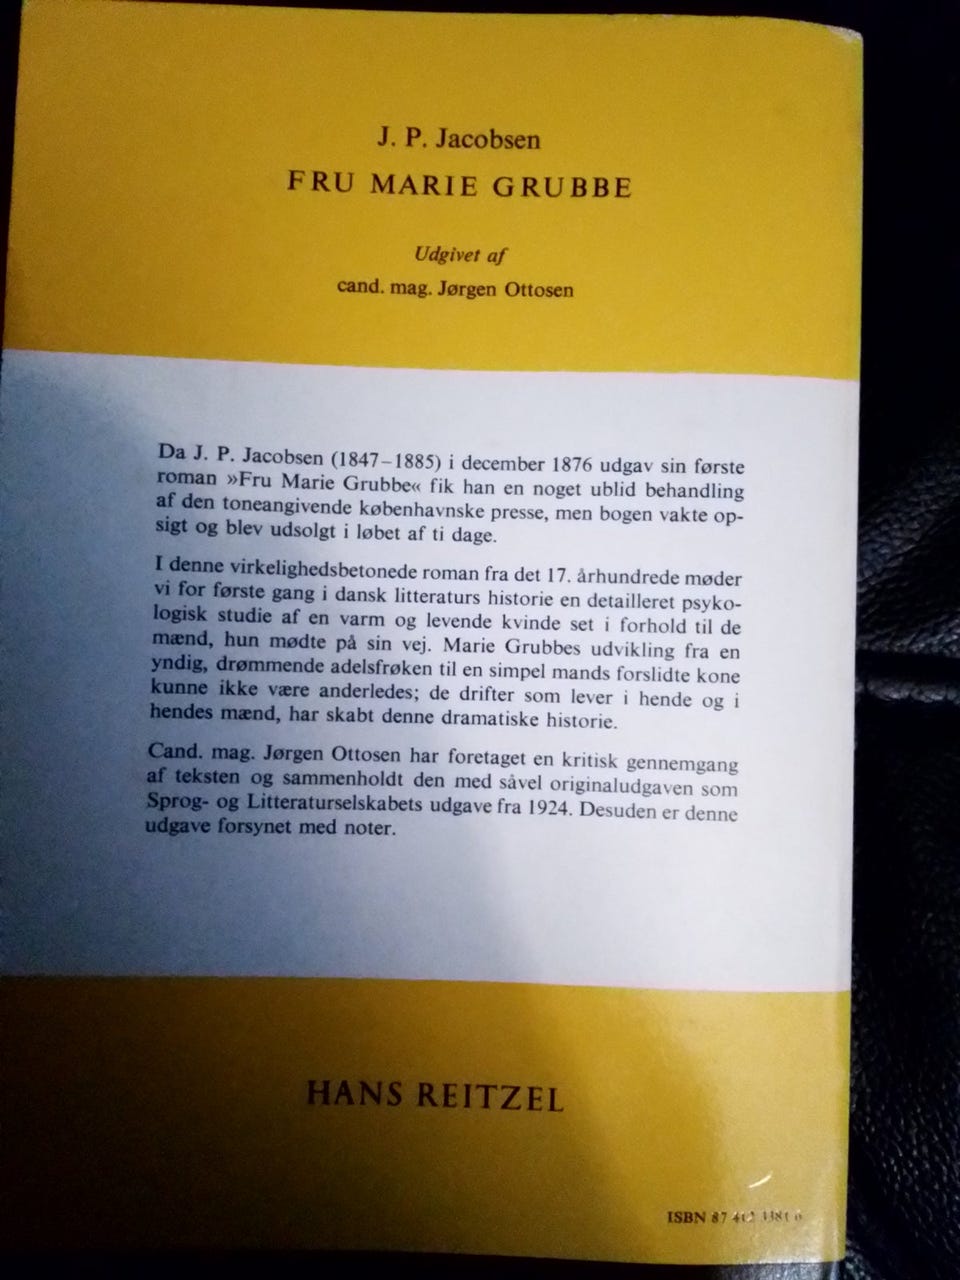 J. P. Jacobsen
FRU MARIE GRUBBE
Udgivet af
cand. mag. Jørgen Ottosen
Da J. P. Jacobsen (1847–1885) i december 1876 udgav sin første
roman »Fru Marie Grubbe« fik han en noget ublid behandling
af den toneangivende københavnske presse, men bogen vakte op-
sigt og blev udsolgt i løbet af ti dage.
I denne virkelighedsbetonede roman fra det 17. århundrede møder
vi for første gang i dansk litteraturs historie en detailleret psyko-
logisk studie af en varm og levende kvinde set i forhold til de
mænd, hun mødte på sin vej. Marie Grubbes udvikling fra en
yndig, drømmende adelsfrøken til en simpel mands forslidte kone
kunne ikke være anderledes; de drifter som lever i hende og i
hendes mænd, har skabt denne dramatiske historie.
Cand. mag. Jørgen Ottosen har foretaget en kritisk gennemgang
af teksten og sammenholdt den med såvel originaludgaven som
Sprog- og Litteraturselskabets udgave fra 1924. Desuden er denne
udgave forsynet med noter.
HANS REITZEL
ISBN 87